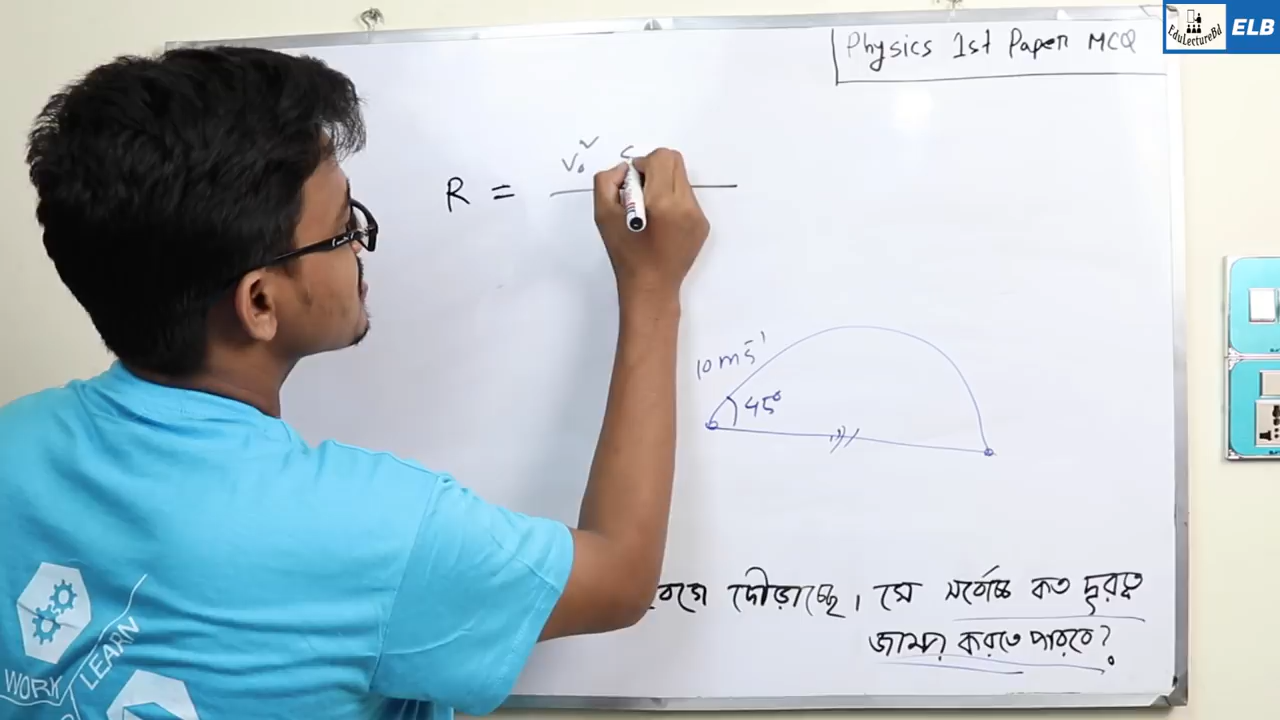 EduLectureBd
ELB
Physics 1st Paper MCQ
v₀²
R =
10 ms⁻¹
45°
বেগে দৌড়াচ্ছে, সে সর্বোচ্চ কত দূরত্ব
জাম্প করতে পারবে?
WORK
LEARN